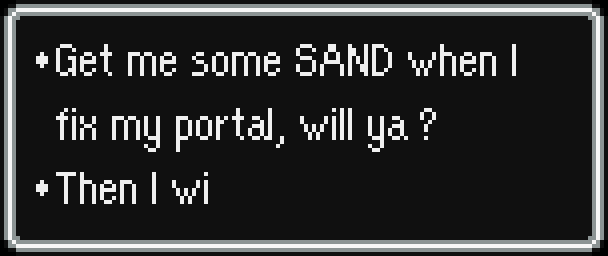 •Get me some SAND when I
fix my portal, will ya ?
•Then I wi